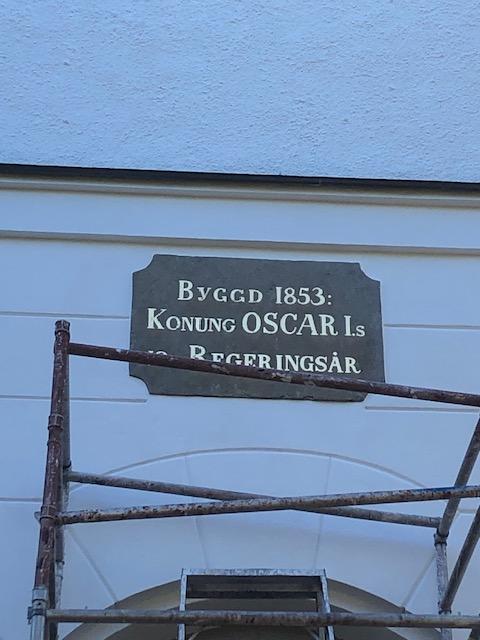 BYGGD 1853:
KONUNG OSCAR I.S
REGERINGSÅR